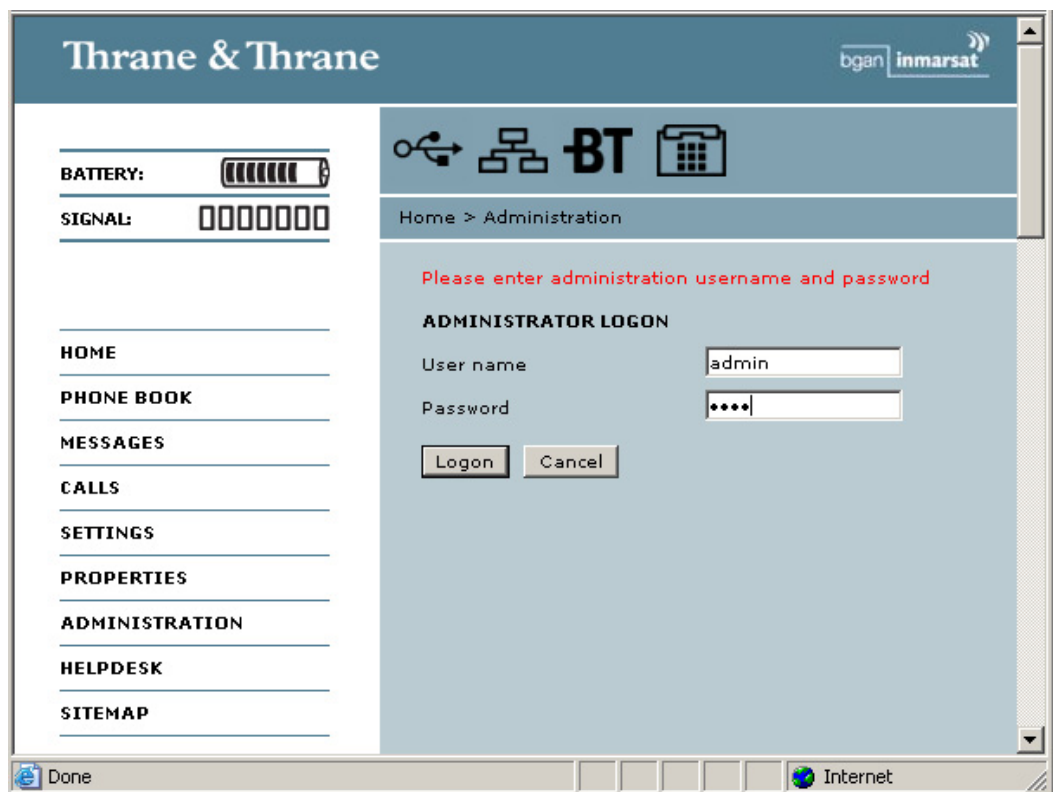 Thrane & Thrane
bgan inmarsat
BT
BATTERY:
SIGNAL:
Home > Administration
Please enter administration username and password
ADMINISTRATOR LOGON
User name admin
Password ••••
Logon Cancel
HOME
PHONE BOOK
MESSAGES
CALLS
SETTINGS
PROPERTIES
ADMINISTRATION
HELPDESK
SITEMAP
Done Internet